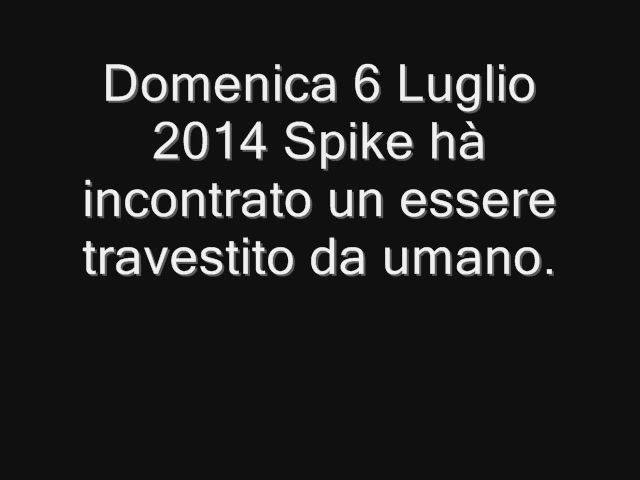 Domenica 6 Luglio
2014 Spike hà
incontrato un essere
travestito da umano.